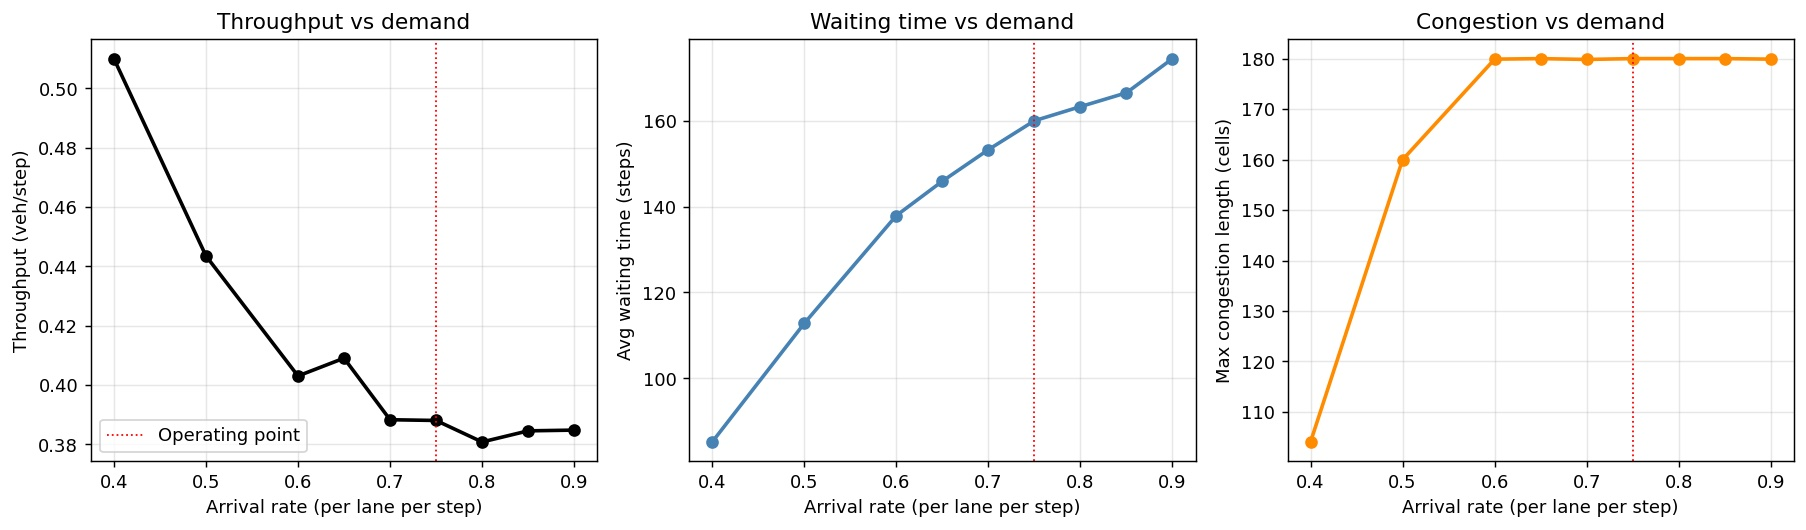 Throughput vs demand
Throughput (veh/step)
0.50
0.48
0.46
0.44
0.42
0.40
0.38
Operating point
0.4 0.5 0.6 0.7 0.8 0.9
Arrival rate (per lane per step)
Waiting time vs demand
Avg waiting time (steps)
160
140
120
100
0.4 0.5 0.6 0.7 0.8 0.9
Arrival rate (per lane per step)
Congestion vs demand
Max congestion length (cells)
180
170
160
150
140
130
120
110
0.4 0.5 0.6 0.7 0.8 0.9
Arrival rate (per lane per step)